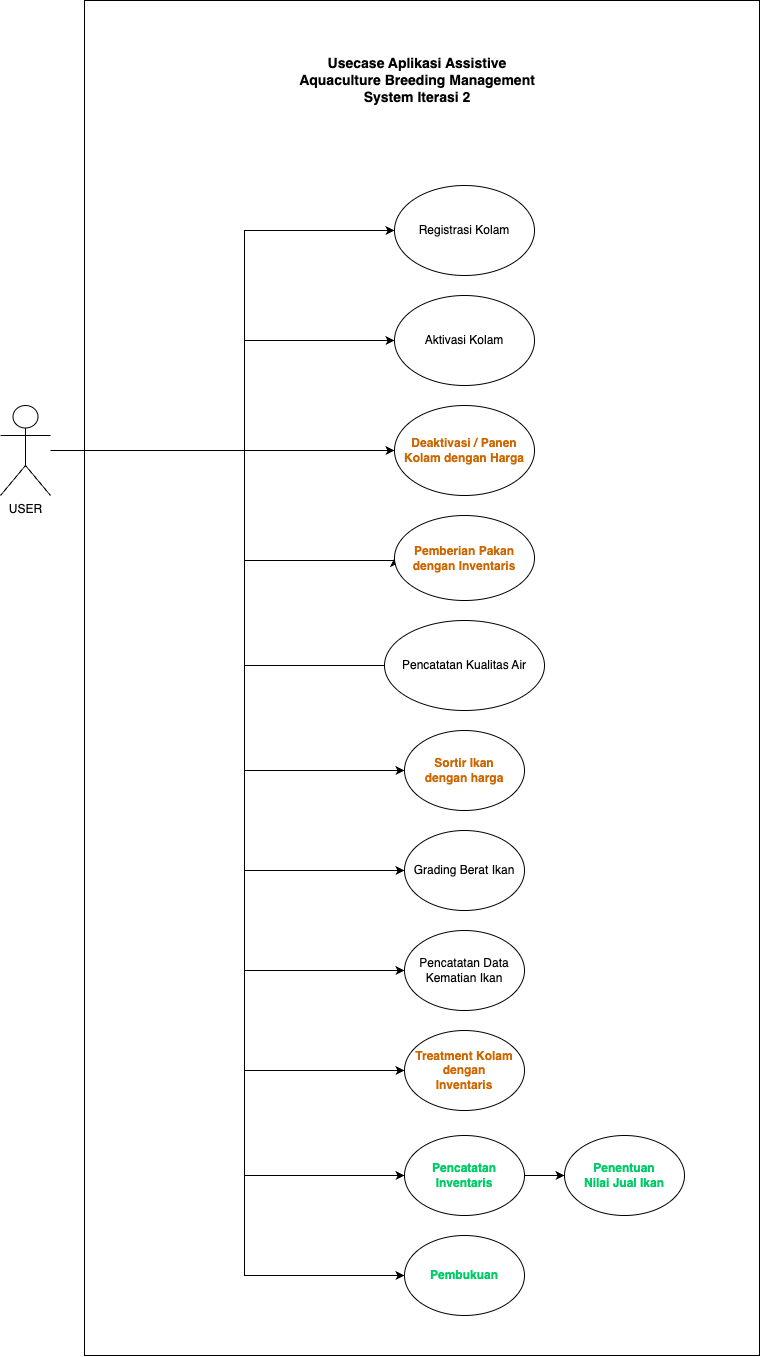 Usecase Aplikasi Assistive
Aquaculture Breeding Management
System Iterasi 2
Registrasi Kolam
Aktivasi Kolam
Deaktivasi / Panen
Kolam dengan Harga
USER
Pemberian Pakan
dengan Inventaris
Pencatatan Kualitas Air
Sortir Ikan
dengan harga
Grading Berat Ikan
Pencatatan Data
Kematian Ikan
Treatment Kolam
dengan
Inventaris
Pencatatan
Inventaris
Penentuan
Nilai Jual Ikan
Pembukuan